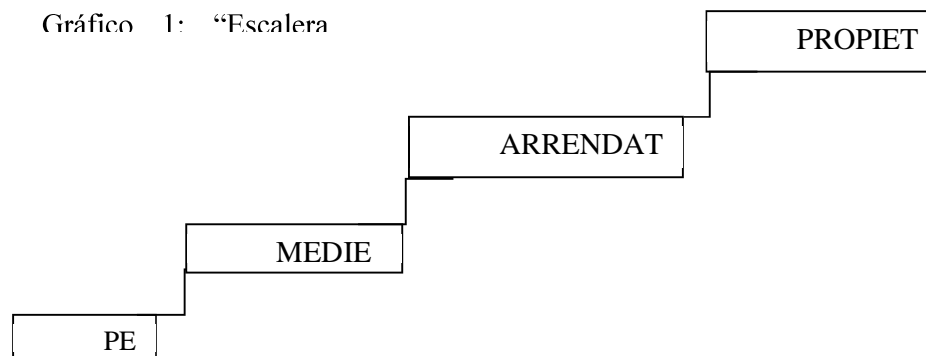 Gráfico 1: “Escalera
PROPIET
ARRENDAT
MEDIE
PE